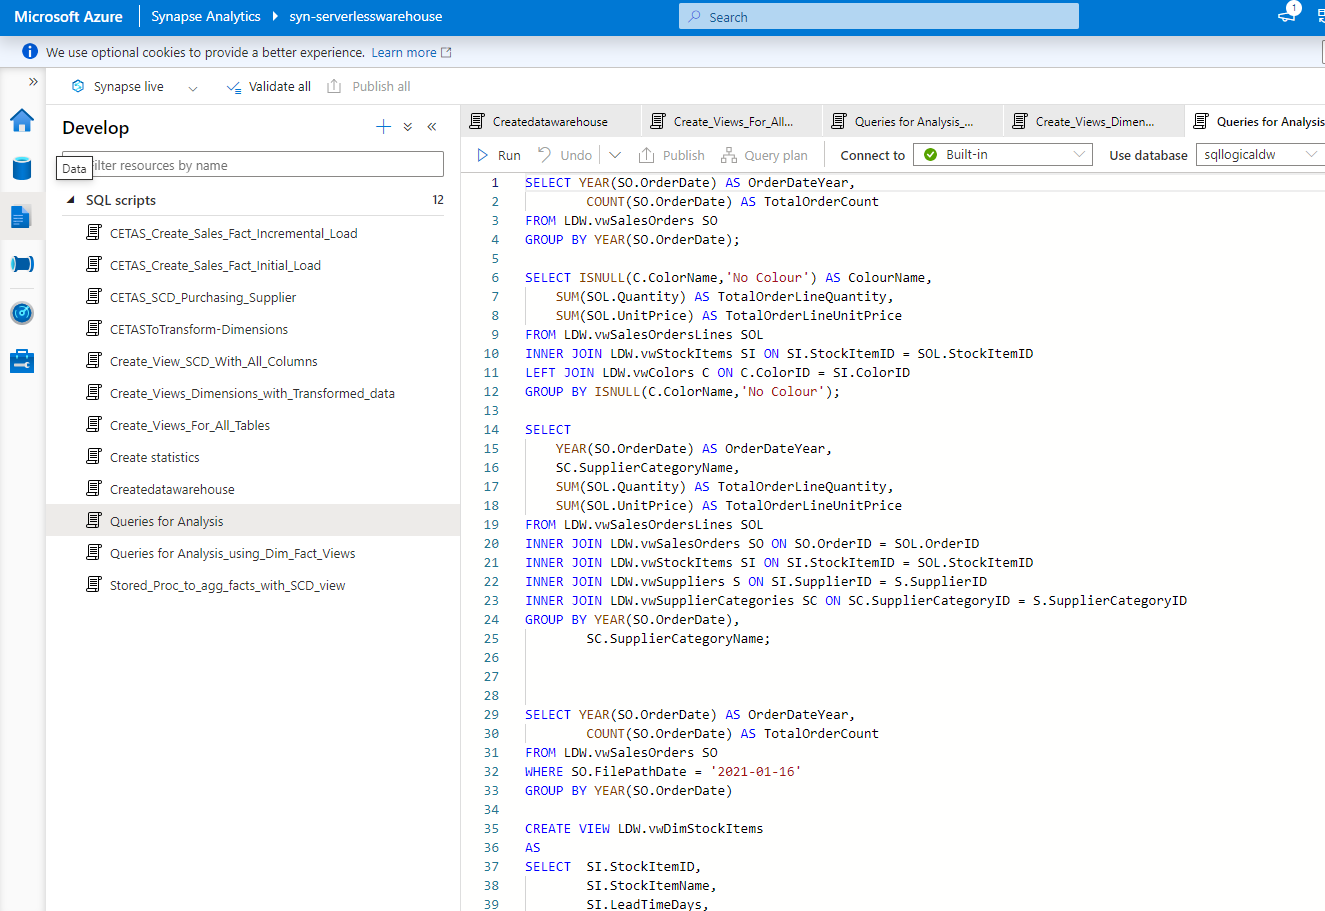 Microsoft Azure Synapse Analytics syn-serverlesswarehouse Search 1
We use optional cookies to provide a better experience. Learn more
Synapse live Validate all Publish all
Develop
Data
filter resources by name
SQL scripts 12
CETAS_Create_Sales_Fact_Incremental_Load
CETAS_Create_Sales_Fact_Initial_Load
CETAS_SCD_Purchasing_Supplier
CETASToTransform-Dimensions
Create_View_SCD_With_All_Columns
Create_Views_Dimensions_with_Transformed_data
Create_Views_For_All_Tables
Create statistics
Createdatawarehouse
Queries for Analysis
Queries for Analysis_using_Dim_Fact_Views
Stored_Proc_to_agg_facts_with_SCD_view
Createdatawarehouse Create_Views_For_All... Queries for Analysis_... Create_Views_Dimen... Queries for Analysis
Run Undo Publish Query plan Connect to Built-in Use database sqllogicaldw
1 SELECT YEAR(SO.OrderDate) AS OrderDateYear,
2 COUNT(SO.OrderDate) AS TotalOrderCount
3 FROM LDW.vwSalesOrders SO
4 GROUP BY YEAR(SO.OrderDate);
5
6 SELECT ISNULL(C.ColorName,'No Colour') AS ColourName,
7 SUM(SOL.Quantity) AS TotalOrderLineQuantity,
8 SUM(SOL.UnitPrice) AS TotalOrderLineUnitPrice
9 FROM LDW.vwSalesOrdersLines SOL
10 INNER JOIN LDW.vwStockItems SI ON SI.StockItemID = SOL.StockItemID
11 LEFT JOIN LDW.vwColors C ON C.ColorID = SI.ColorID
12 GROUP BY ISNULL(C.ColorName,'No Colour');
13
14 SELECT
15 YEAR(SO.OrderDate) AS OrderDateYear,
16 SC.SupplierCategoryName,
17 SUM(SOL.Quantity) AS TotalOrderLineQuantity,
18 SUM(SOL.UnitPrice) AS TotalOrderLineUnitPrice
19 FROM LDW.vwSalesOrdersLines SOL
20 INNER JOIN LDW.vwSalesOrders SO ON SO.OrderID = SOL.OrderID
21 INNER JOIN LDW.vwStockItems SI ON SI.StockItemID = SOL.StockItemID
22 INNER JOIN LDW.vwSuppliers S ON SI.SupplierID = S.SupplierID
23 INNER JOIN LDW.vwSupplierCategories SC ON SC.SupplierCategoryID = S.SupplierCategoryID
24 GROUP BY YEAR(SO.OrderDate),
25 SC.SupplierCategoryName;
26
27
28
29 SELECT YEAR(SO.OrderDate) AS OrderDateYear,
30 COUNT(SO.OrderDate) AS TotalOrderCount
31 FROM LDW.vwSalesOrders SO
32 WHERE SO.FilePathDate = '2021-01-16'
33 GROUP BY YEAR(SO.OrderDate)
34
35 CREATE VIEW LDW.vwDimStockItems
36 AS
37 SELECT SI.StockItemID,
38 SI.StockItemName,
39 SI.LeadTimeDays,